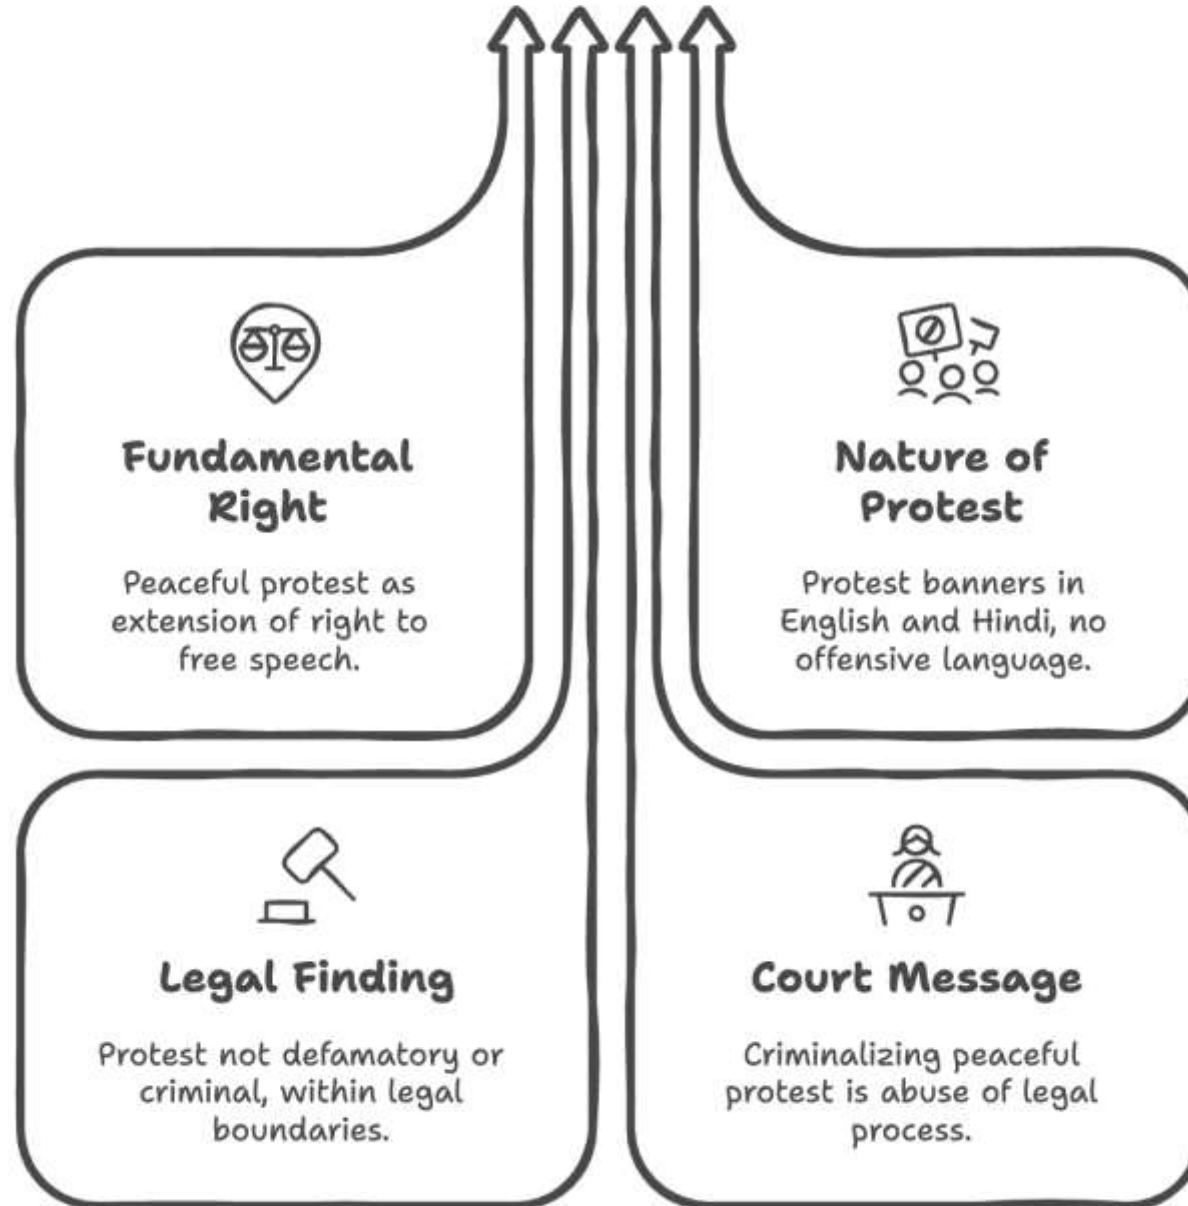 Fundamental
Right
Peaceful protest as
extension of right to
free speech.
Nature of
Protest
Protest banners in
English and Hindi, no
offensive language.
Legal Finding
Protest not defamatory or
criminal, within legal
boundaries.
Court Message
Criminalizing peaceful
protest is abuse of legal
process.